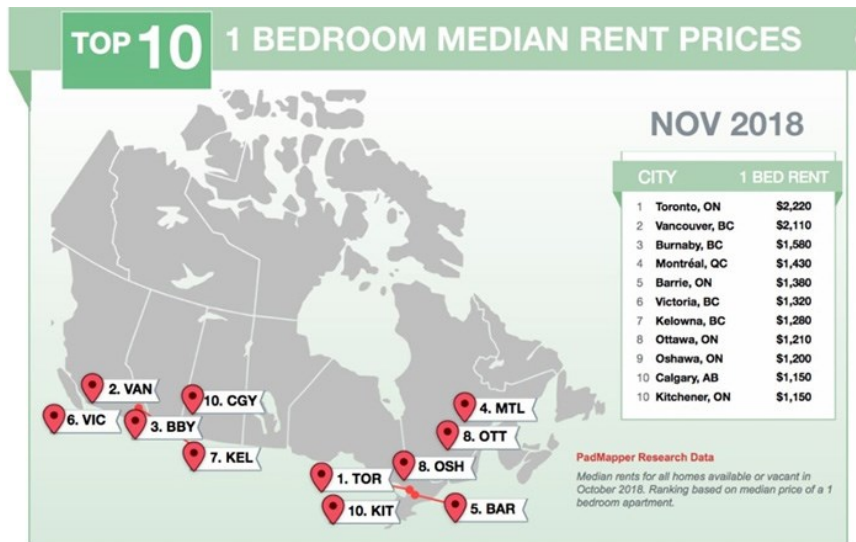 TOP 10
1 BEDROOM MEDIAN RENT PRICES
NOV 2018
CITY 1 BED RENT
1 Toronto, ON $2,220
2 Vancouver, BC $2,110
3 Burnaby, BC $1,580
4 Montréal, QC $1,430
5 Barrie, ON $1,380
6 Victoria, BC $1,320
7 Kelowna, BC $1,280
8 Ottawa, ON $1,210
9 Oshawa, ON $1,200
10 Calgary, AB $1,150
10 Kitchener, ON $1,150
2. VAN
10. CGY
6. VIC
3. BBY
7. KEL
4. MTL
8. OTT
8. OSH
1. TOR
10. KIT
5. BAR
PadMapper Research Data
Median rents for all homes available or vacant in
October 2018. Ranking based on median price of a 1
bedroom apartment.